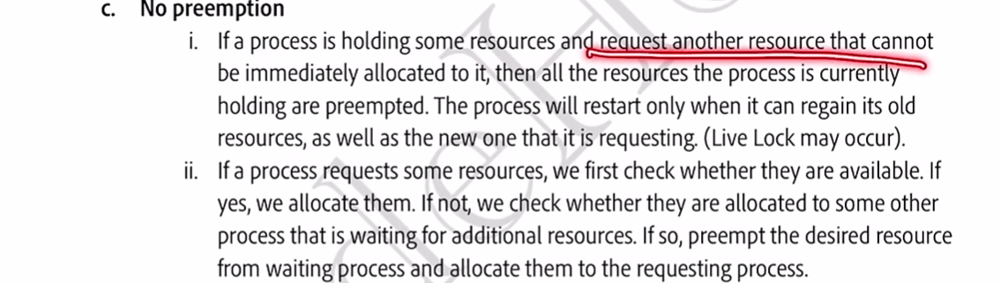 c. No preemption
i. If a process is holding some resources and request another resource that cannot
be immediately allocated to it, then all the resources the process is currently
holding are preempted. The process will restart only when it can regain its old
resources, as well as the new one that it is requesting. (Live Lock may occur).
ii. If a process requests some resources, we first check whether they are available. If
yes, we allocate them. If not, we check whether they are allocated to some other
process that is waiting for additional resources. If so, preempt the desired resource
from waiting process and allocate them to the requesting process.